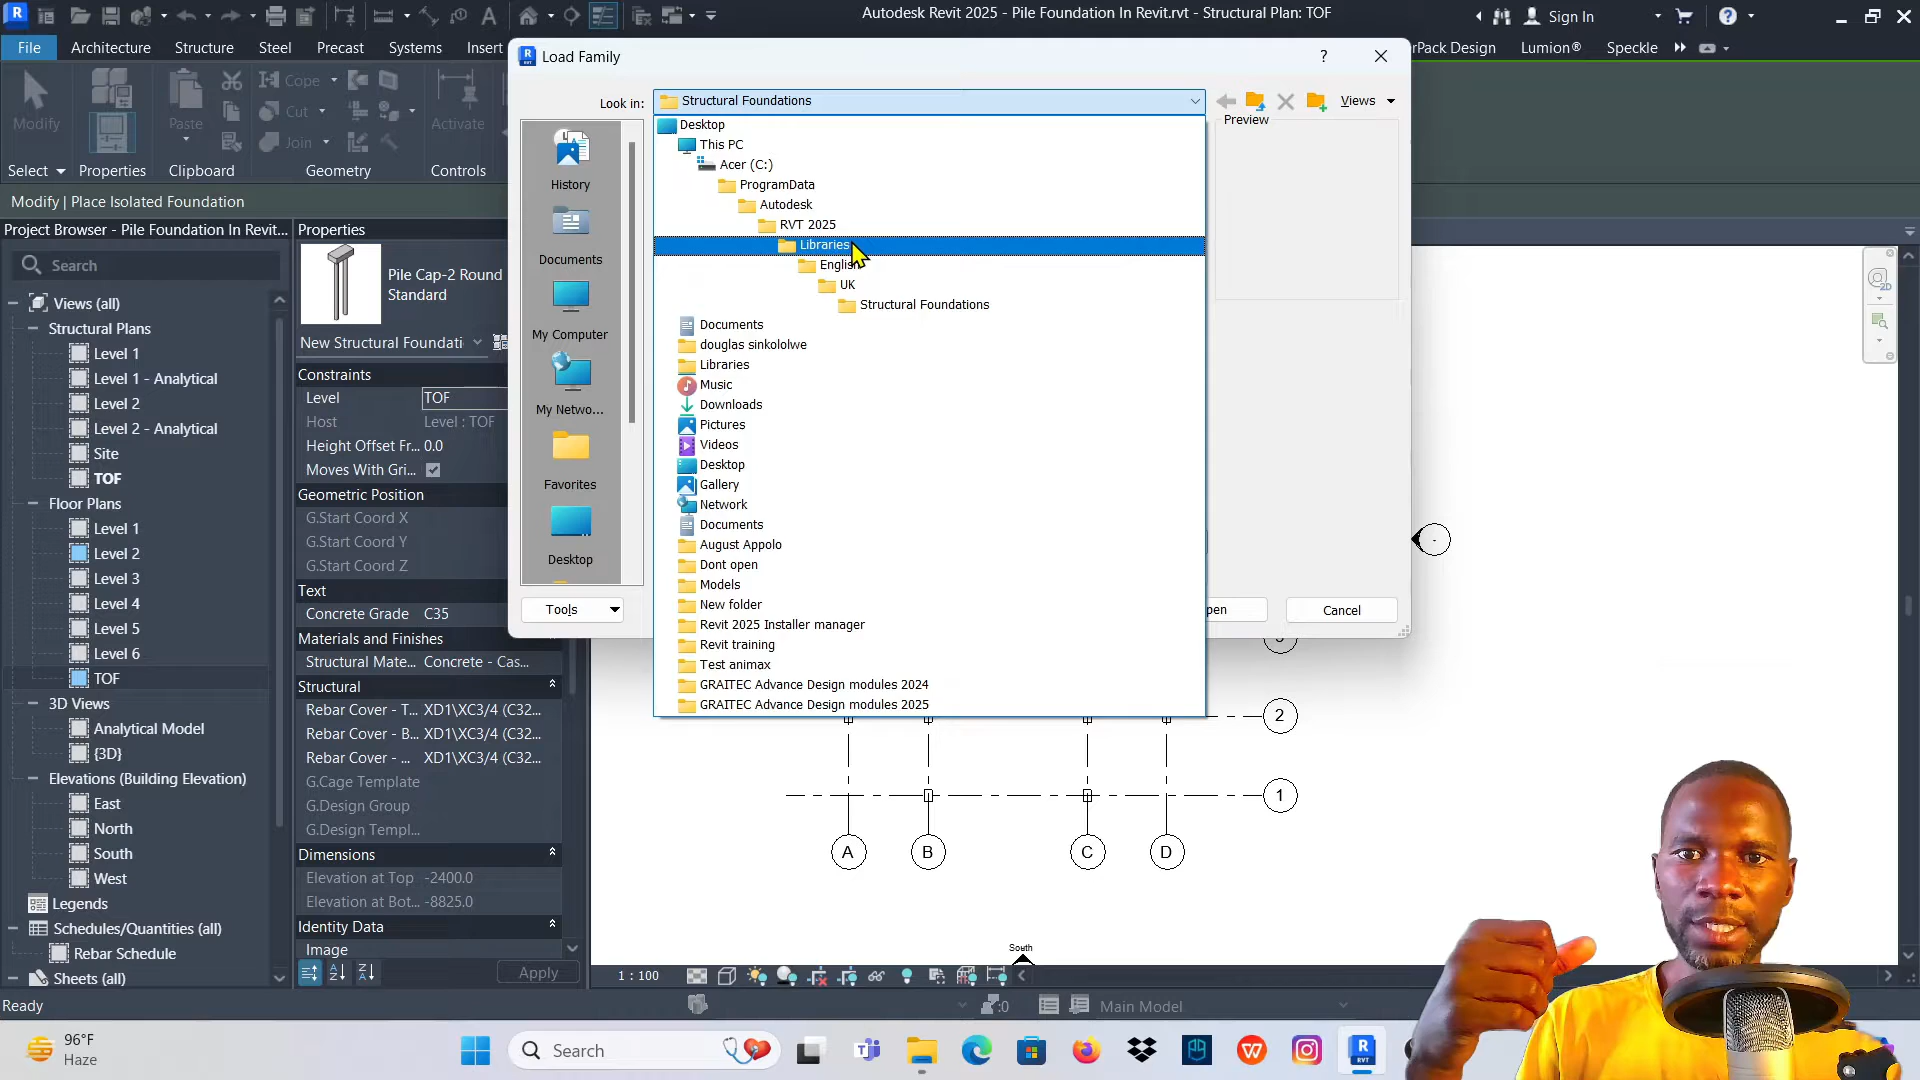 Autodesk Revit 2025 - Pile Foundation In Revit.rvt - Structural Plan: TOF
Sign In
File
Architecture
Structure
Steel
Precast
Systems
Insert
rPack Design
Lumion®
Speckle
Modify
Paste
Cope
Cut
Join
Activate
Select
Properties
Clipboard
Geometry
Controls
Modify | Place Isolated Foundation
Project Browser - Pile Foundation In Revit...
Search
Views (all)
Structural Plans
Level 1
Level 1 - Analytical
Level 2
Level 2 - Analytical
Site
TOF
Floor Plans
Level 1
Level 2
Level 3
Level 4
Level 5
Level 6
TOF
3D Views
Analytical Model
{3D}
Elevations (Building Elevation)
East
North
South
West
Legends
Schedules/Quantities (all)
Rebar Schedule
Sheets (all)
Properties
Pile Cap-2 Round
Standard
New Structural Foundati
Constraints
Level TOF
Host Level : TOF
Height Offset Fr... 0.0
Moves With Gri...
Geometric Position
G.Start Coord X
G.Start Coord Y
G.Start Coord Z
Text
Concrete Grade C35
Materials and Finishes
Structural Mate... Concrete - Cas...
Structural
Rebar Cover - T... XD1\XC3/4 (C32...
Rebar Cover - B... XD1\XC3/4 (C32...
Rebar Cover - ... XD1\XC3/4 (C32...
G.Cage Template
G.Design Group
G.Design Templ...
Dimensions
Elevation at Top -2400.0
Elevation at Bot... -8825.0
Identity Data
Image
Apply
Load Family
?
Look in:
Structural Foundations
Views
Preview
History
Documents
My Computer
My Netwo...
Favorites
Desktop
Tools
Desktop
This PC
Acer (C:)
ProgramData
Autodesk
RVT 2025
Libraries
English
UK
Structural Foundations
Documents
douglas sinkololwe
Libraries
Music
Downloads
Pictures
Videos
Desktop
Gallery
Network
Documents
August Appolo
Dont open
Models
New folder
Revit 2025 Installer manager
Revit training
Test animax
GRAITEC Advance Design modules 2024
GRAITEC Advance Design modules 2025
pen
Cancel
2D
-
2
1
A
B
C
D
South
1 : 100
Ready
:0
Main Model
96°F
Haze
Search